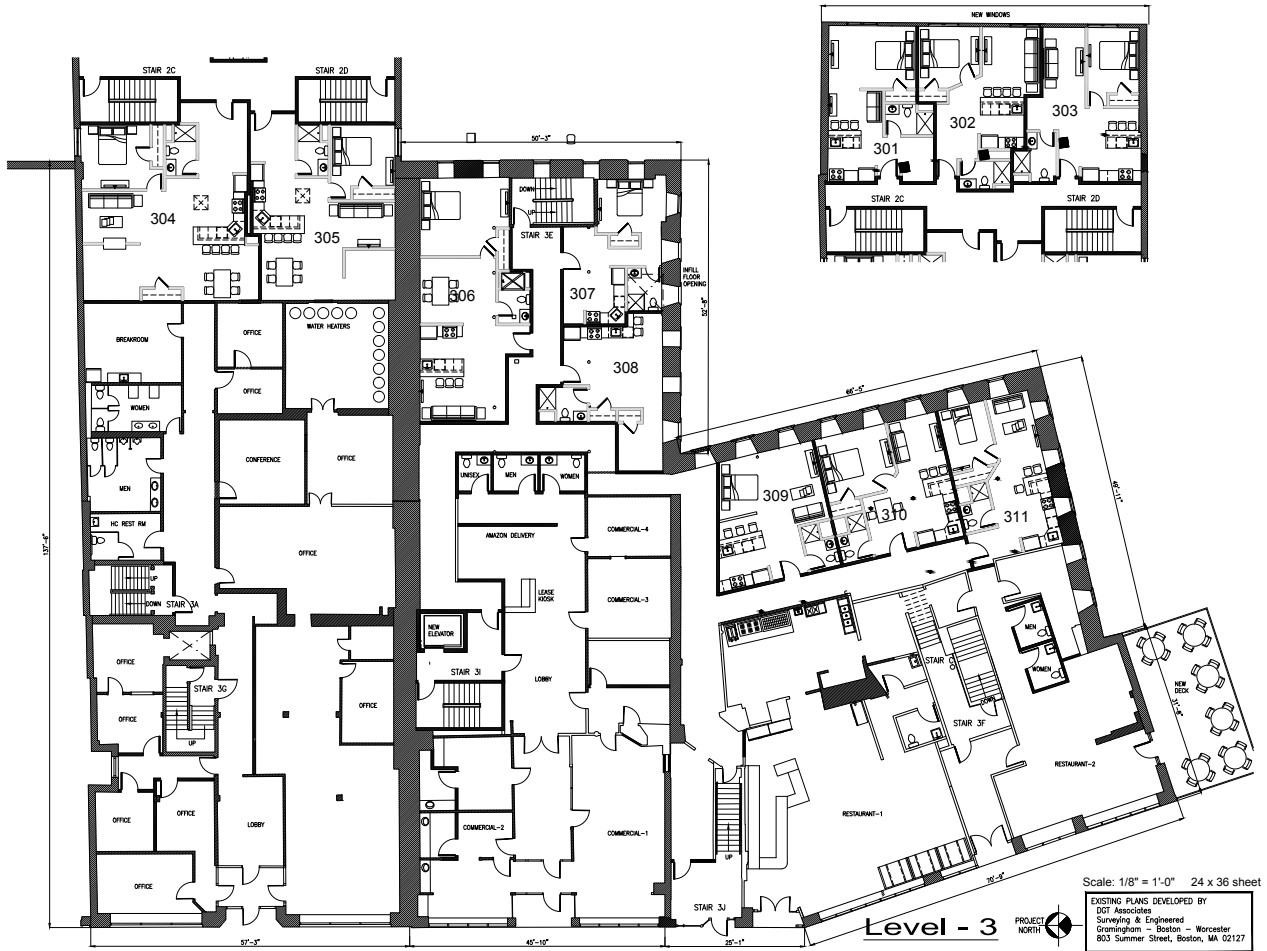 NEW WINDOWS
301
302
303
STAIR 2C
STAIR 2D
STAIR 2C
STAIR 2D
50'-3"
304
305
DOWN
UP
STAIR 3E
306
307
INFILL
FLOOR
OPENING
52'-8"
308
BREAKROOM
OFFICE
WATER HEATERS
OFFICE
WOMEN
CONFERENCE
OFFICE
MEN
HC REST RM
OFFICE
137'-6"
UP
DOWN
STAIR 3A
OFFICE
STAIR 3G
OFFICE
UP
OFFICE
OFFICE
OFFICE
LOBBY
OFFICE
57'-3"
UNISEX
MEN
WOMEN
COMMERCIAL-4
AMAZON DELIVERY
LEASE
KIOSK
COMMERCIAL-3
NEW
ELEVATOR
STAIR 3I
LOBBY
COMMERCIAL-2
COMMERCIAL-1
45'-10"
66'-5"
309
310
311
49'-11"
MEN
WOMEN
STAIR
DOWN
STAIR 3F
NEW
DECK
31'-8"
RESTAURANT-2
RESTAURANT-1
UP
STAIR 3J
25'-1"
70'-9"
Level - 3
PROJECT
NORTH
Scale: 1/8" = 1'-0" 24 x 36 sheet
EXISTING PLANS DEVELOPED BY
DGT Associates
Surveying & Engineered
Gramingham - Boston - Worcester
803 Summer Street, Boston, MA 02127